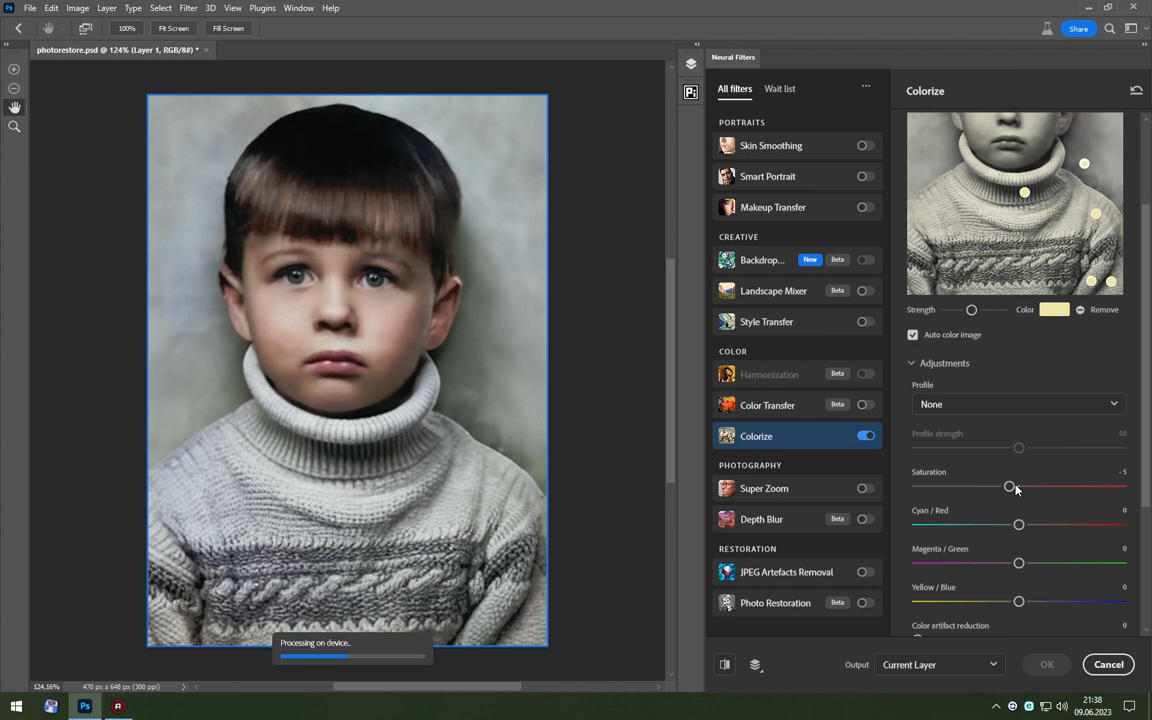 Ps File Edit Image Layer Type Select Filter 3D View Plugins Window Help
100% Fit Screen Fill Screen Share
photorestore.psd @ 124% (Layer 1, RGB/8#) * ×
Neural Filters
All filters Wait list
Colorize
PORTRAITS
Skin Smoothing
Smart Portrait
Makeup Transfer
CREATIVE
Backdrop... New Beta
Landscape Mixer Beta
Style Transfer
Strength Color Remove
Auto color image
COLOR
Adjustments
Harmonization Beta
Profile
Color Transfer Beta
None
Colorize
Profile strength 50
PHOTOGRAPHY
Saturation -5
Super Zoom
Cyan / Red 0
Depth Blur Beta
RESTORATION
Magenta / Green 0
JPEG Artefacts Removal
Yellow / Blue 0
Photo Restoration Beta
Color artifact reduction 0
Processing on device..
Output Current Layer OK Cancel
124,16% 470 px x 648 px (300 ppi)
Ps
21:38
09.06.2023